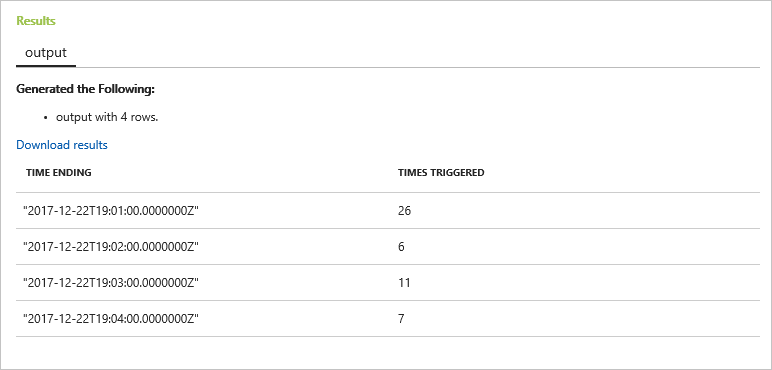 Results
output
Generated the Following:
• output with 4 rows.
Download results
TIME ENDING TIMES TRIGGERED
"2017-12-22T19:01:00.0000000Z" 26
"2017-12-22T19:02:00.0000000Z" 6
"2017-12-22T19:03:00.0000000Z" 11
"2017-12-22T19:04:00.0000000Z" 7